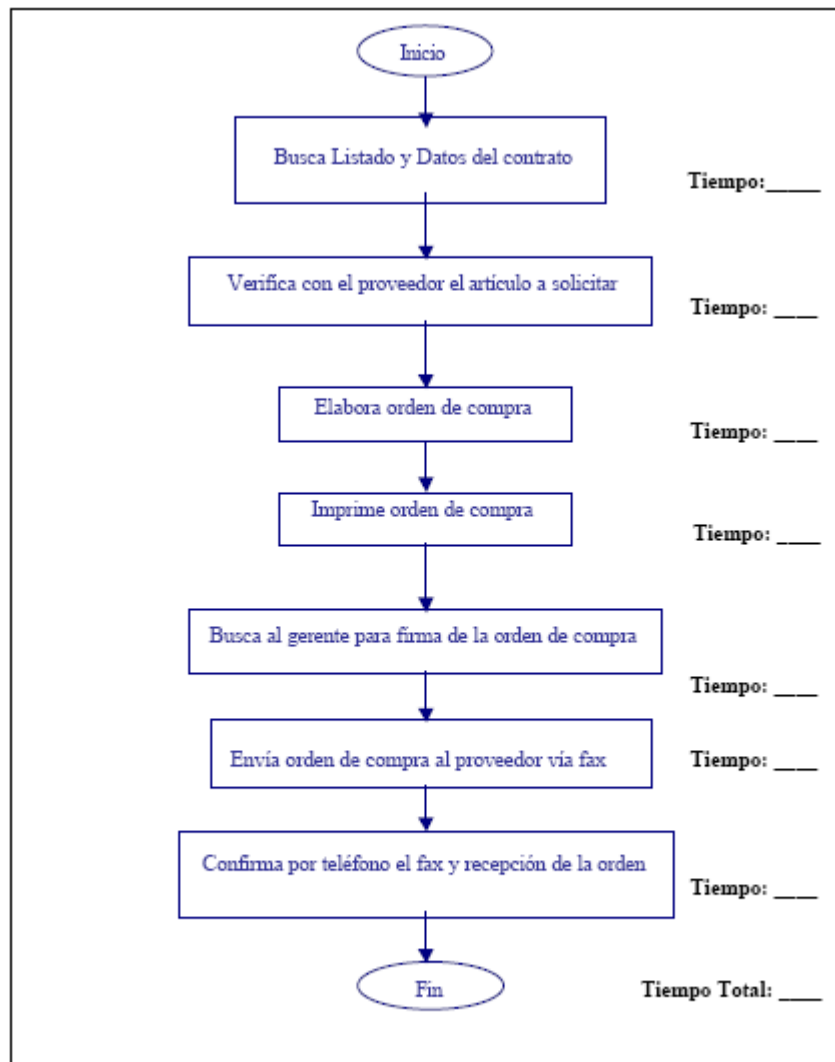 Inicio
Busca Listado y Datos del contrato
Tiempo:_____
Verifica con el proveedor el artículo a solicitar
Tiempo: ____
Elabora orden de compra
Tiempo: ____
Imprime orden de compra
Tiempo: ____
Busca al gerente para firma de la orden de compra
Tiempo: ____
Envía orden de compra al proveedor vía fax
Tiempo: ____
Confirma por teléfono el fax y recepción de la orden
Tiempo: ____
Fin
Tiempo Total: ____